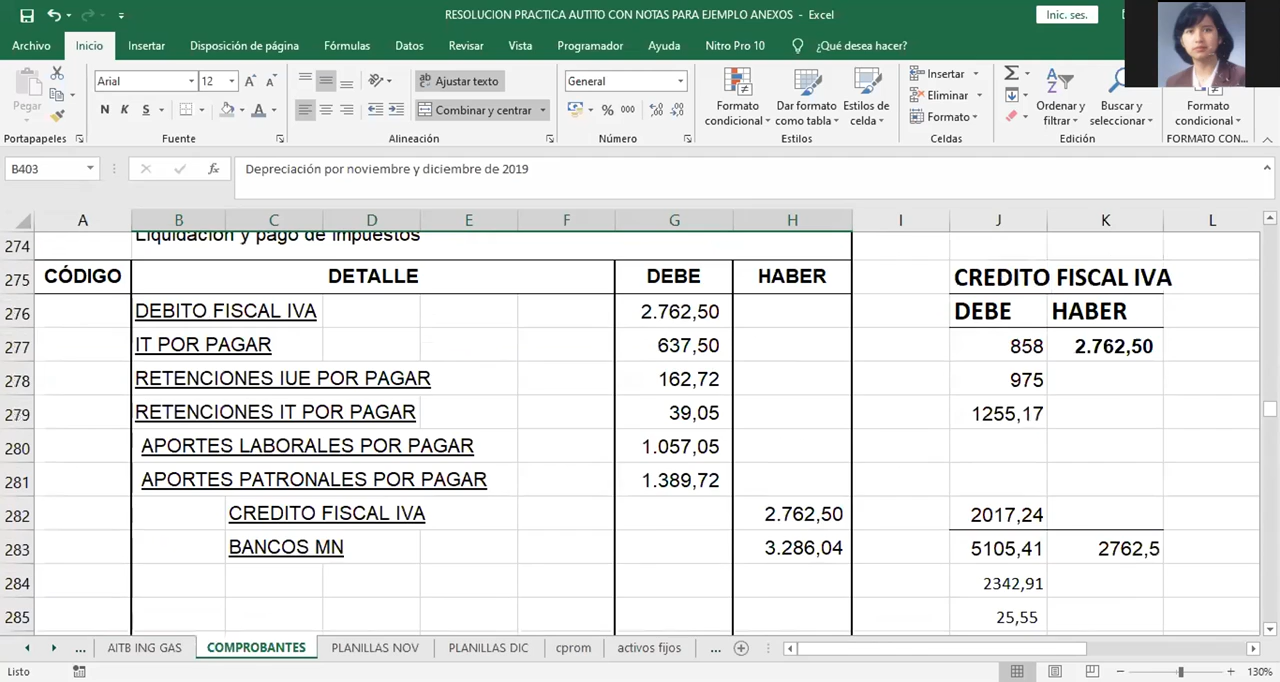 RESOLUCION PRACTICA AUTITO CON NOTAS PARA EJEMPLO ANEXOS - Excel
Inic. ses.
Archivo Inicio Insertar Disposición de página Fórmulas Datos Revisar Vista Programador Ayuda Nitro Pro 10 ¿Qué desea hacer?
Pegar
Arial 12
N K S
Ajustar texto
Combinar y centrar
General
% 000
Formato condicional
Dar formato como tabla
Estilos de celda
Insertar
Eliminar
Formato
Ordenar y filtrar
Buscar y seleccionar
Formato condicional
Portapapeles Fuente Alineación Número Estilos Celdas Edición FORMATO CON...
B403 fx Depreciación por noviembre y diciembre de 2019
A B C D E F G H I J K L
274 Liquidación y pago de impuestos
275 CÓDIGO DETALLE DEBE HABER CREDITO FISCAL IVA
276 DEBITO FISCAL IVA 2.762,50 DEBE HABER
277 IT POR PAGAR 637,50 858 2.762,50
278 RETENCIONES IUE POR PAGAR 162,72 975
279 RETENCIONES IT POR PAGAR 39,05 1255,17
280 APORTES LABORALES POR PAGAR 1.057,05
281 APORTES PATRONALES POR PAGAR 1.389,72
282 CREDITO FISCAL IVA 2.762,50 2017,24
283 BANCOS MN 3.286,04 5105,41 2762,5
284 2342,91
285 25,55
... AITB ING GAS COMPROBANTES PLANILLAS NOV PLANILLAS DIC cprom activos fijos ...
Listo 130%